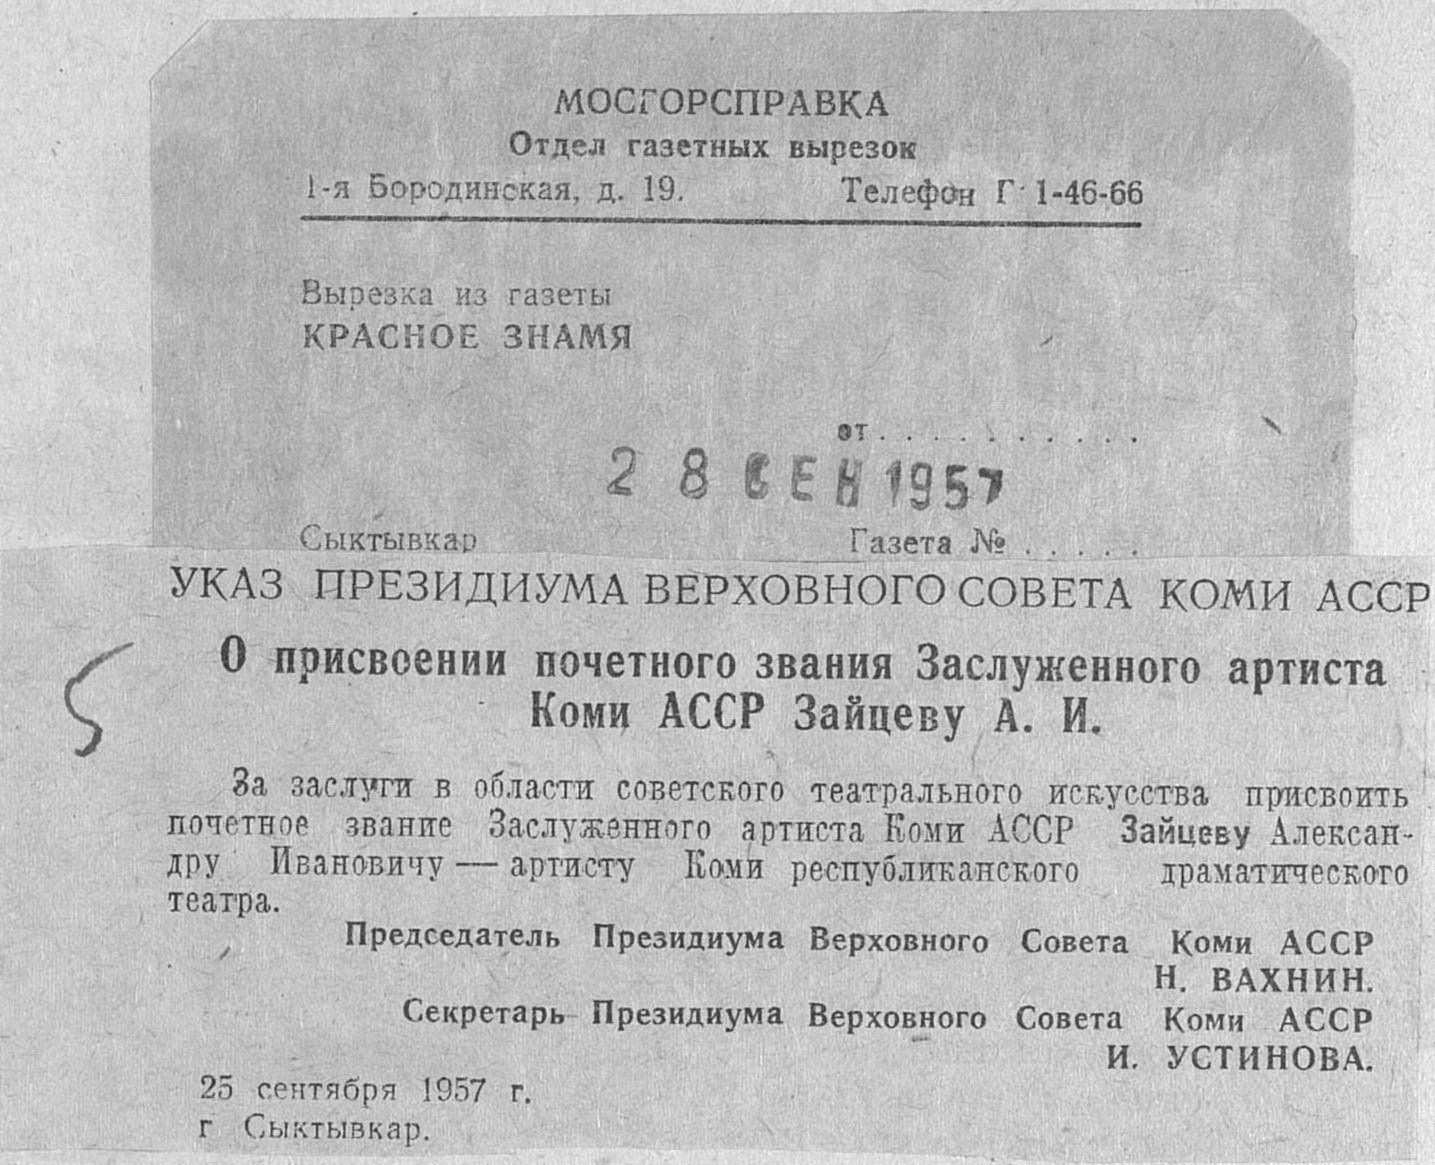 МОСГОРСПРАВКА
Отдел газетных вырезок
1-я Бородинская, д. 19. Телефон Г 1-46-66
Вырезка из газеты
КРАСНОЕ ЗНАМЯ
от . . . . . . . . . .
28 СЕН 1957
Сыктывкар Газета № . . . . .
УКАЗ ПРЕЗИДИУМА ВЕРХОВНОГО СОВЕТА КОМИ АССР
О присвоении почетного звания Заслуженного артиста
Коми АССР Зайцеву А. И.
За заслуги в области советского театрального искусства присвоить
почетное звание Заслуженного артиста Коми АССР Зайцеву Алексан-
дру Ивановичу — артисту Коми республиканского драматического
театра.
Председатель Президиума Верховного Совета Коми АССР
Н. ВАХНИН.
Секретарь Президиума Верховного Совета Коми АССР
И. УСТИНОВА.
25 сентября 1957 г.
г Сыктывкар.